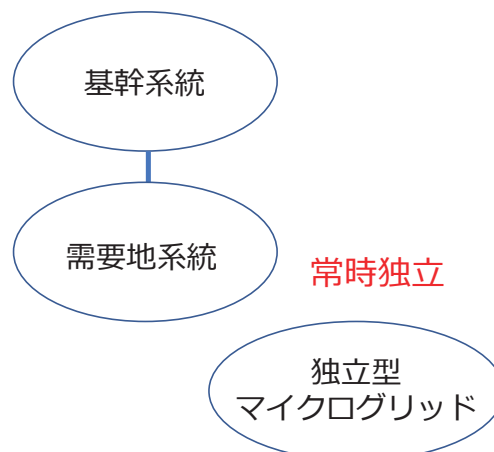 基幹系統
需要地系統
常時独立
独立型
マイクログリッド